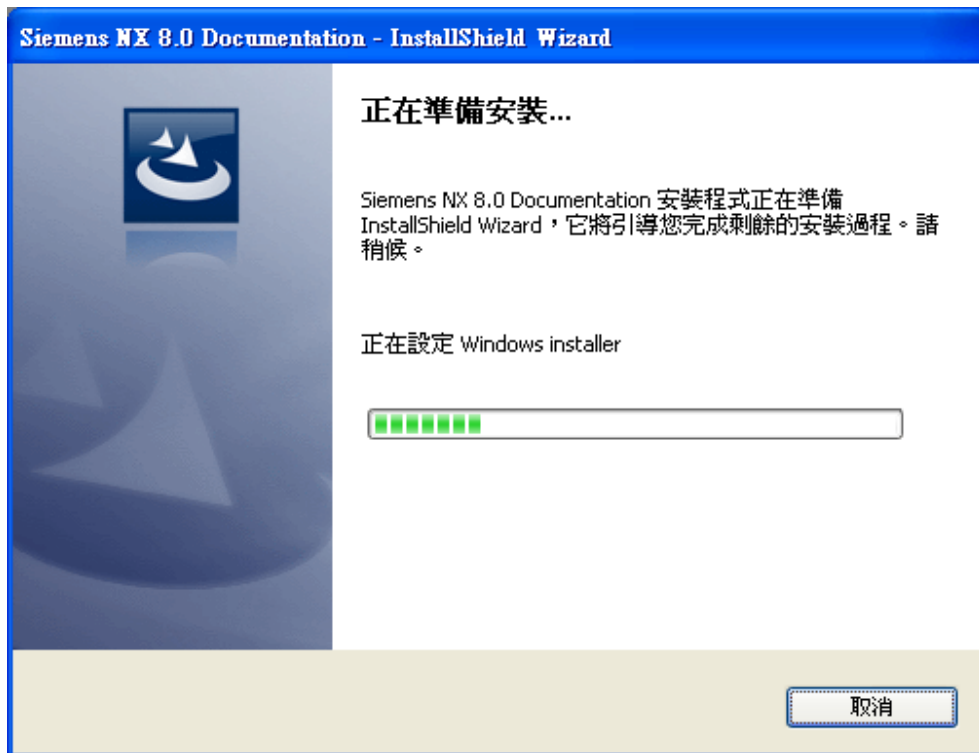 Siemens NX 8.0 Documentation - InstallShield Wizard
正在準備安裝...
Siemens NX 8.0 Documentation 安裝程式正在準備
InstallShield Wizard，它將引導您完成剩餘的安裝過程。請
稍候。
正在設定 Windows installer
取消